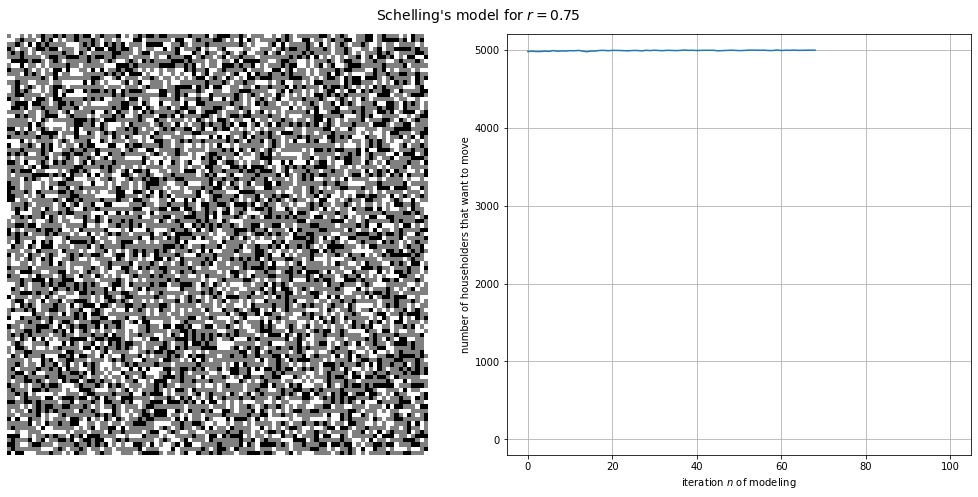 Schelling's model for r = 0.75
number of householders that want to move
5000
4000
3000
2000
1000
0
0 20 40 60 80 100
iteration n of modeling